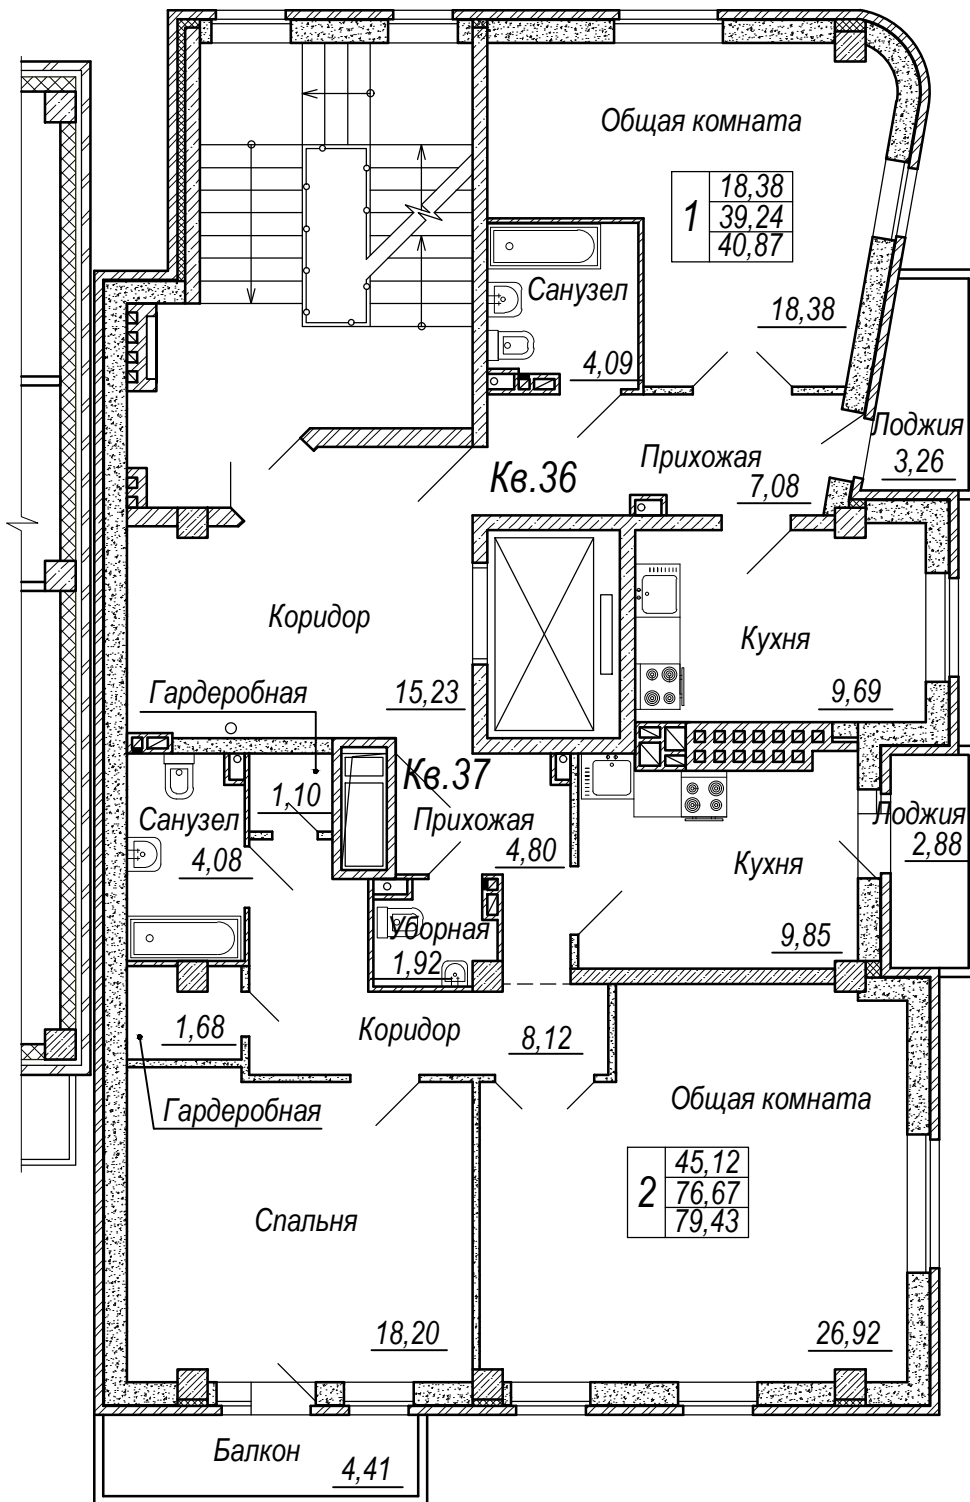 Общая комната
1
18,38
39,24
40,87
Санузел
4,09
18,38
Лоджия
3,26
Прихожая
7,08
Кв.36
Коридор
15,23
Кухня
9,69
Гардеробная
1,10
Кв.37
Прихожая
4,80
Санузел
4,08
Лоджия
2,88
Кухня
9,85
Уборная
1,92
1,68
Коридор
8,12
Гардеробная
Общая комната
2
45,12
76,67
79,43
Спальня
18,20
26,92
Балкон
4,41